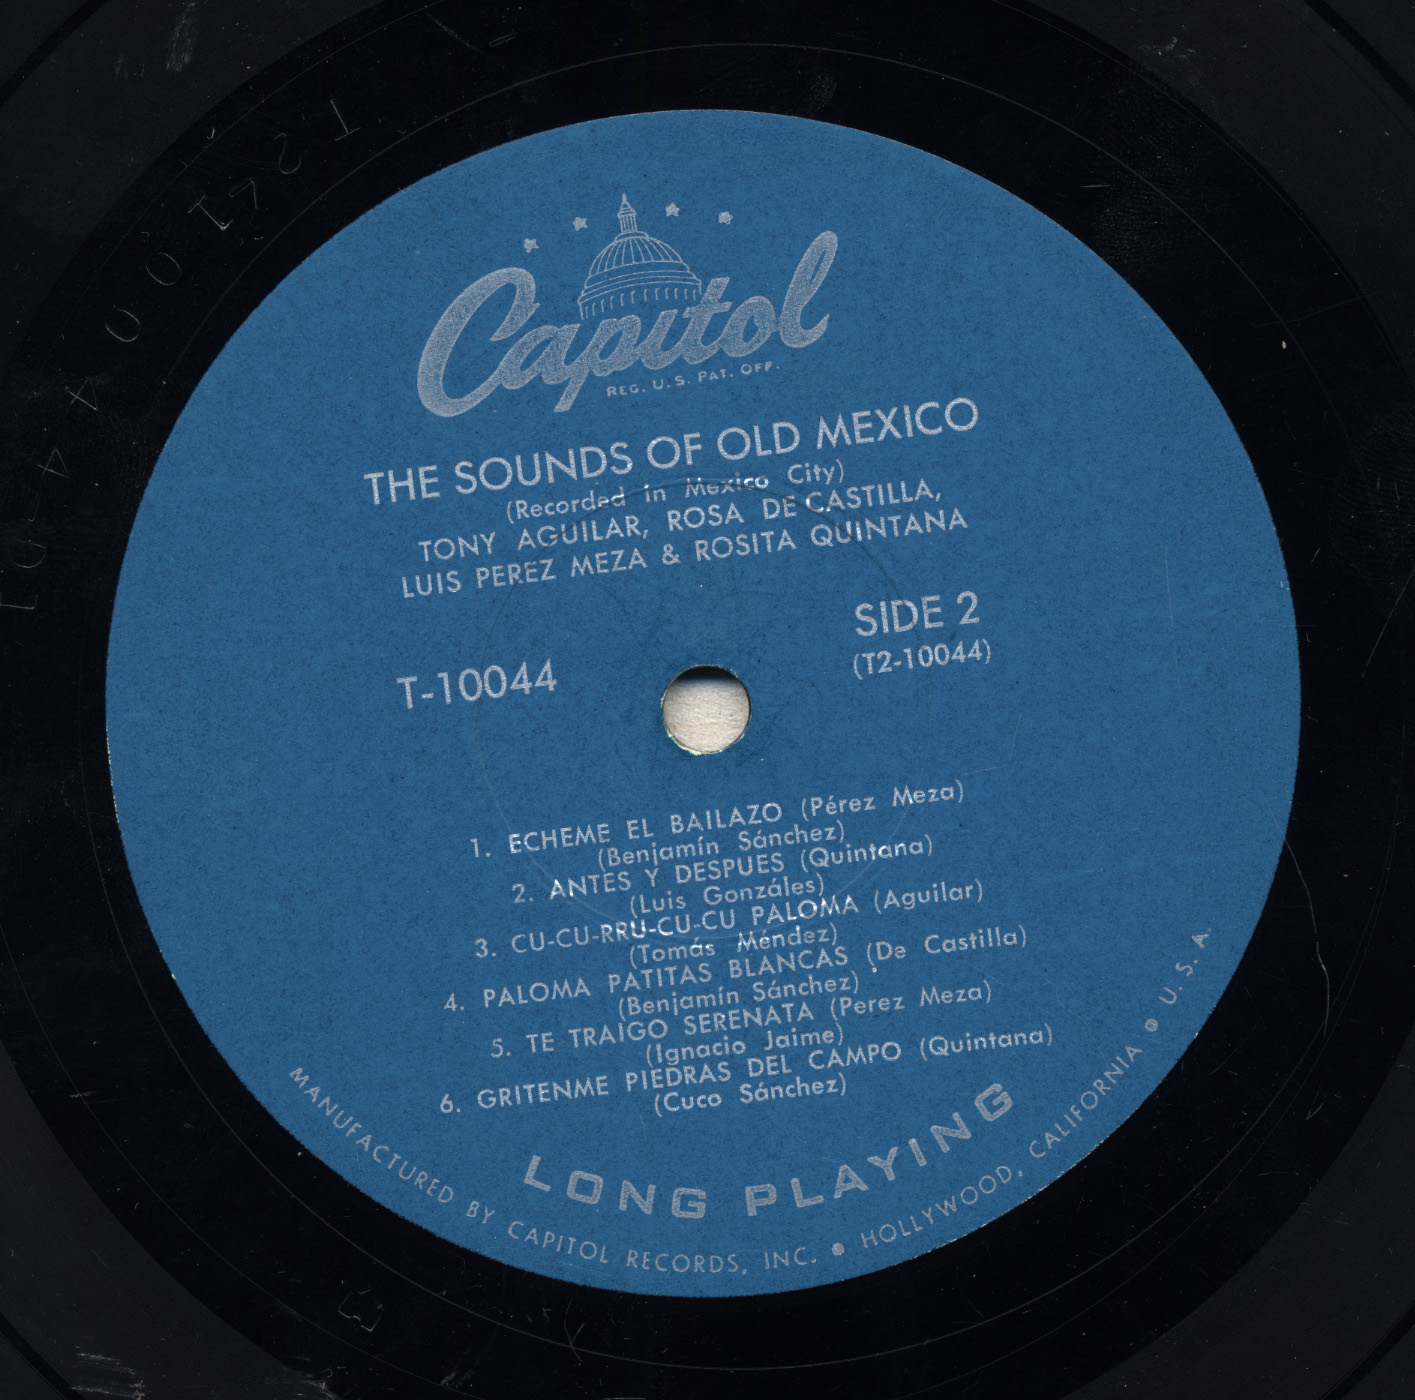 Capitol
REG. U.S. PAT. OFF.
THE SOUNDS OF OLD MEXICO
(Recorded in Mexico City)
TONY AGUILAR, ROSA DE CASTILLA,
LUIS PEREZ MEZA & ROSITA QUINTANA
SIDE 2
T-10044
(T2-10044)
1. ECHEME EL BAILAZO (Pérez Meza)
(Benjamín Sánchez)
2. ANTES Y DESPUES (Quintana)
(Luis Gonzáles)
3. CU-CU-RRU-CU-CU PALOMA (Aguilar)
(Tomás Méndez)
4. PALOMA PATITAS BLANCAS (De Castilla)
(Benjamín Sánchez)
5. TE TRAIGO SERENATA (Perez Meza)
(Ignacio Jaime)
6. GRITENME PIEDRAS DEL CAMPO (Quintana)
(Cuco Sánchez)
LONG PLAYING
MANUFACTURED BY CAPITOL RECORDS, INC. • HOLLYWOOD, CALIFORNIA • U. S. A.